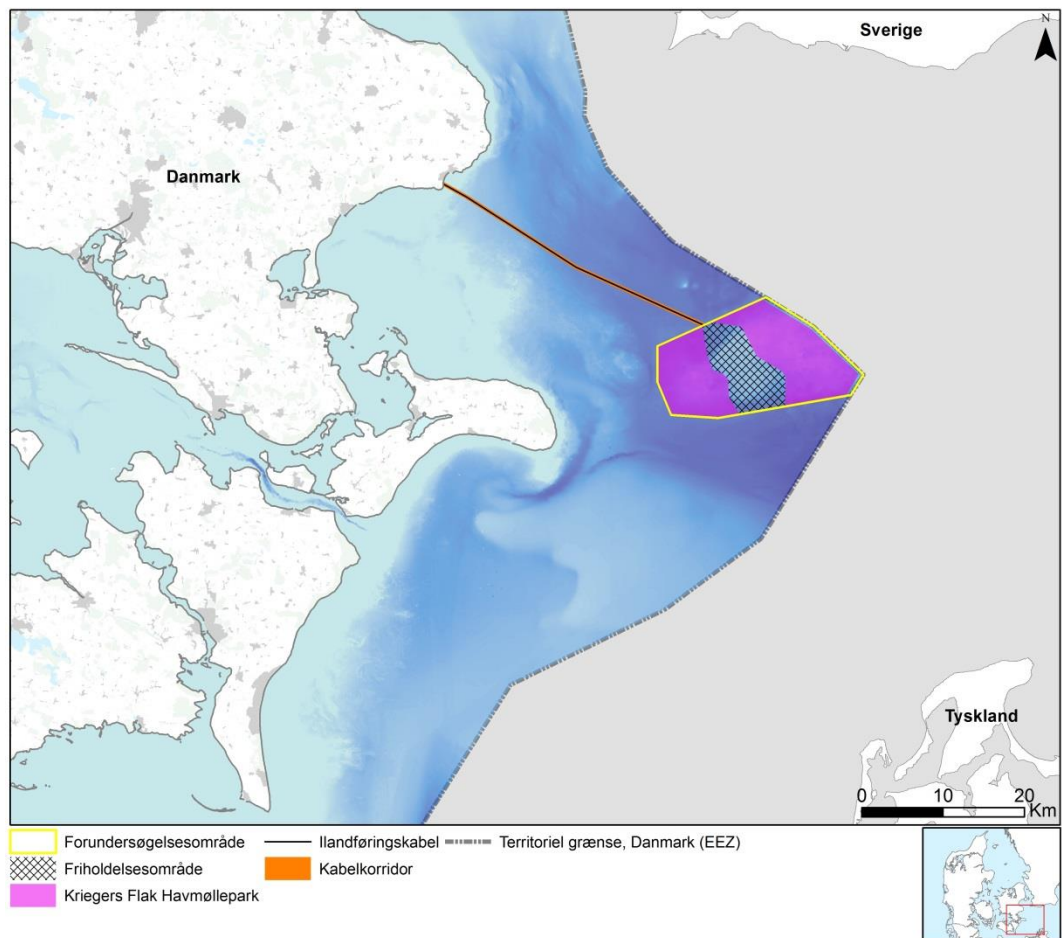 Sverige
N
Danmark
Tyskland
0 10 20
Km
Forundersøgelsesområde
Ilandføringskabel
Territoriel grænse, Danmark (EEZ)
Friholdelsesområde
Kabelkorridor
Kriegers Flak Havmøllepark